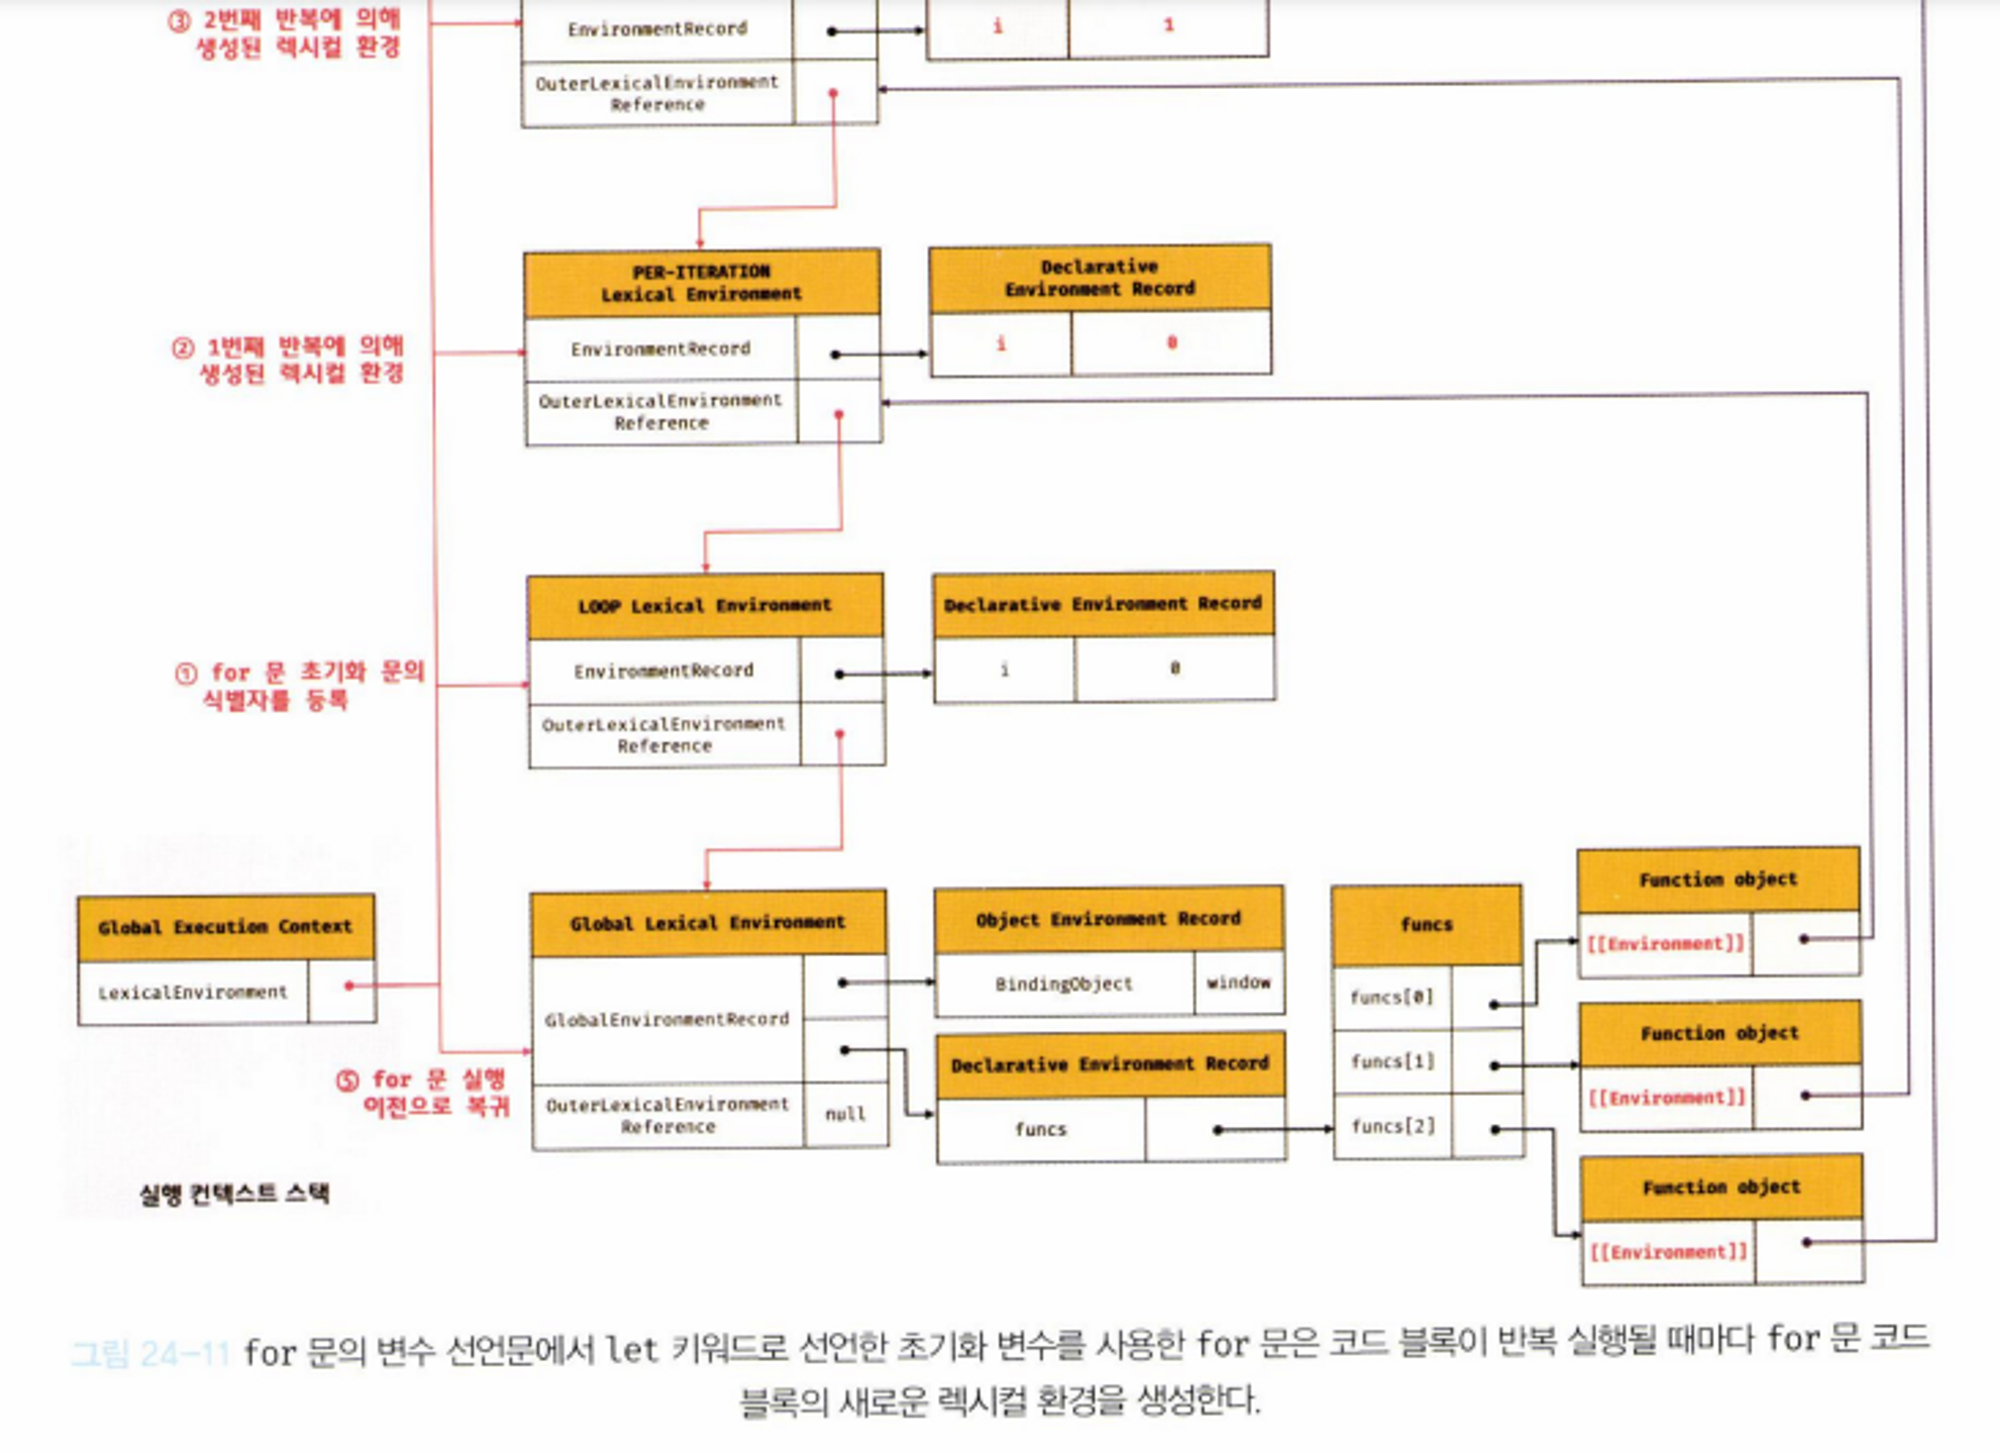 ③ 2번째 반복에 의해
생성된 렉시컬 환경
EnvironmentRecord
i
1
OuterLexicalEnvironment
Reference
PER-ITERATION
Lexical Environment
Declarative
Environment Record
② 1번째 반복에 의해
생성된 렉시컬 환경
EnvironmentRecord
i
0
OuterLexicalEnvironment
Reference
LOOP Lexical Environment
Declarative Environment Record
① for 문 초기화 문의
식별자를 등록
EnvironmentRecord
i
0
OuterLexicalEnvironment
Reference
Global Execution Context
LexicalEnvironment
Global Lexical Environment
GlobalEnvironmentRecord
OuterLexicalEnvironment
Reference
null
⑤ for 문 실행
이전으로 복귀
Object Environment Record
BindingObject
window
Declarative Environment Record
funcs
funcs
funcs[0]
funcs[1]
funcs[2]
Function object
[[Environment]]
Function object
[[Environment]]
Function object
[[Environment]]
실행 컨텍스트 스택
그림 24-11 for 문의 변수 선언문에서 let 키워드로 선언한 초기화 변수를 사용한 for 문은 코드 블록이 반복 실행될 때마다 for 문 코드
블록의 새로운 렉시컬 환경을 생성한다.